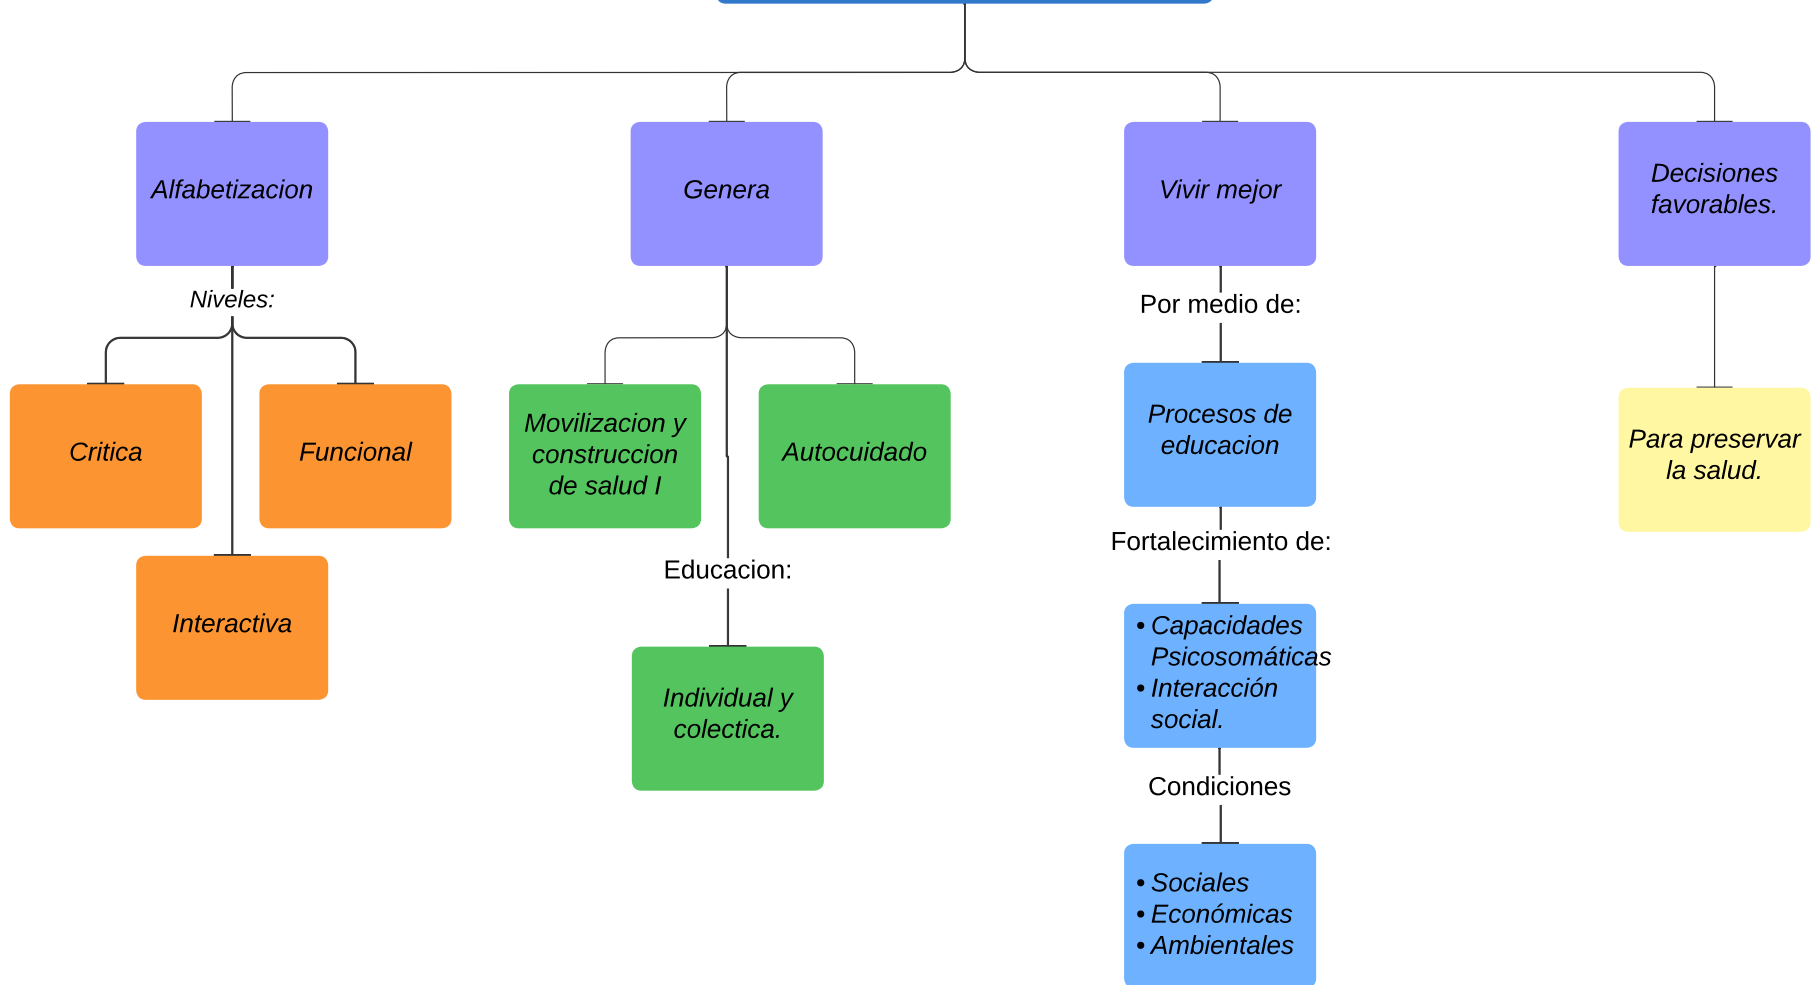 Alfabetizacion
Genera
Vivir mejor
Decisiones
favorables.
Niveles:
Por medio de:
Critica
Funcional
Interactiva
Movilizacion y
construccion
de salud I
Autocuidado
Educacion:
Individual y
colectica.
Procesos de
educacion
Fortalecimiento de:
• Capacidades
Psicosomáticas
• Interacción
social.
Condiciones
• Sociales
• Económicas
• Ambientales
Para preservar
la salud.